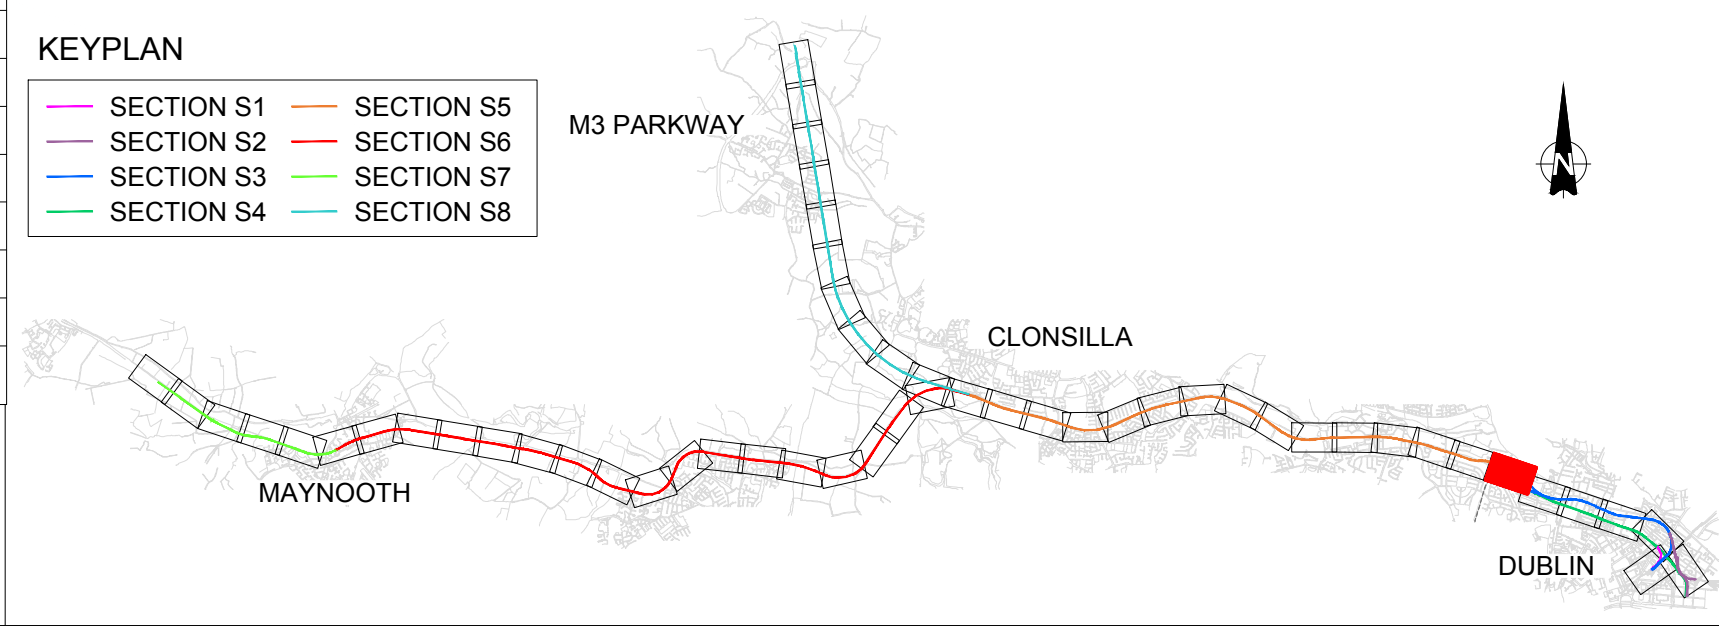 KEYPLAN
SECTION S1 SECTION S5
SECTION S2 SECTION S6
SECTION S3 SECTION S7
SECTION S4 SECTION S8
M3 PARKWAY
N
CLONSILLA
MAYNOOTH
DUBLIN